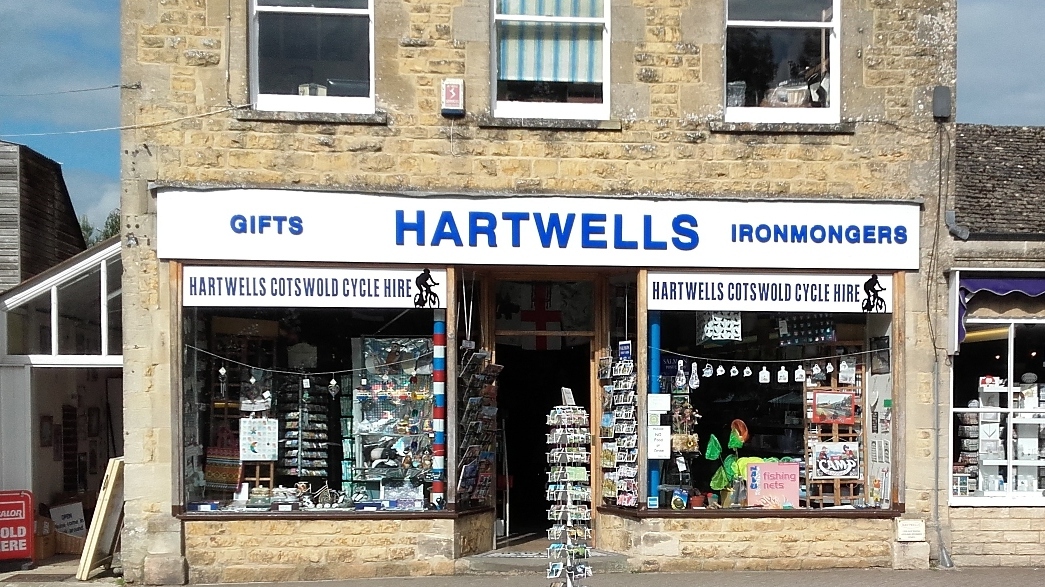 GIFTS HARTWELLS IRONMONGERS
HARTWELLS COTSWOLD CYCLE HIRE
HARTWELLS COTSWOLD CYCLE HIRE
fishing
nets
CAMP
CALOR
SOLD
HERE